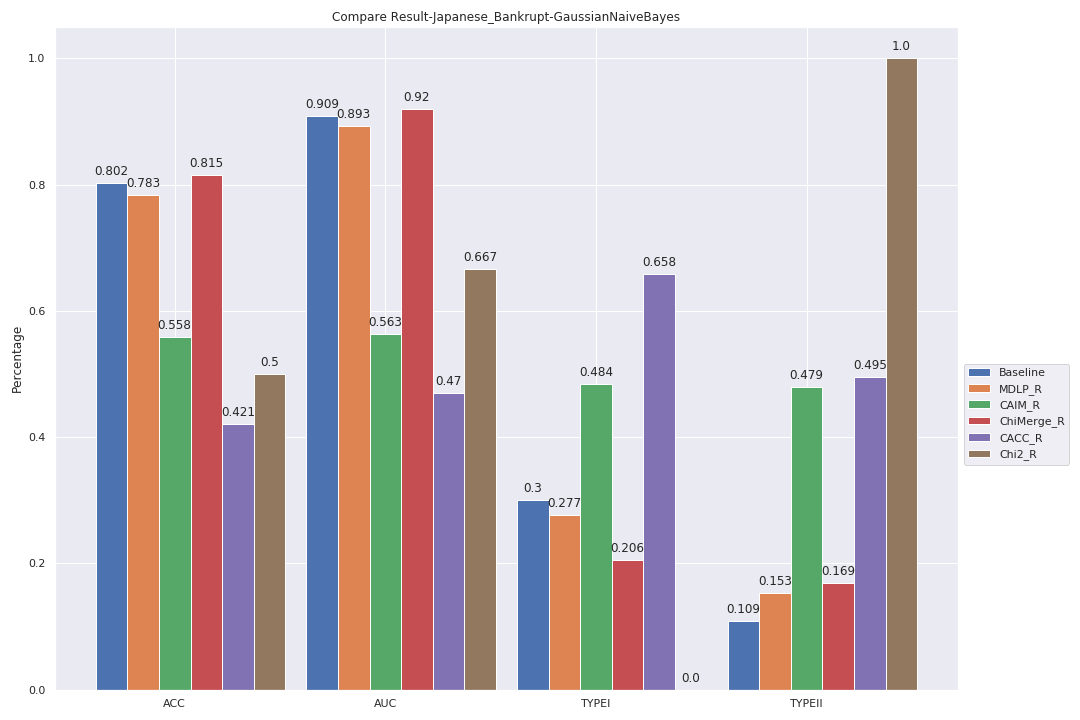 Compare Result-Japanese_Bankrupt-GaussianNaiveBayes
Percentage
1.0
0.8
0.6
0.4
0.2
0.0
0.802
0.783
0.558
0.815
0.421
0.5
0.909
0.893
0.563
0.92
0.47
0.667
0.3
0.277
0.484
0.206
0.658
0.0
0.109
0.153
0.479
0.169
0.495
1.0
ACC
AUC
TYPEI
TYPEII
Baseline
MDLP_R
CAIM_R
ChiMerge_R
CACC_R
Chi2_R